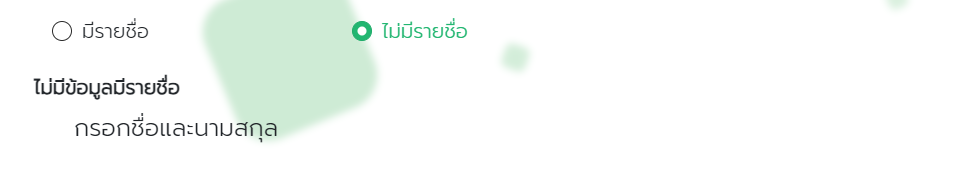 มีรายชื่อ ไม่มีรายชื่อ
ไม่มีข้อมูลมีรายชื่อ
กรอกชื่อและนามสกุล